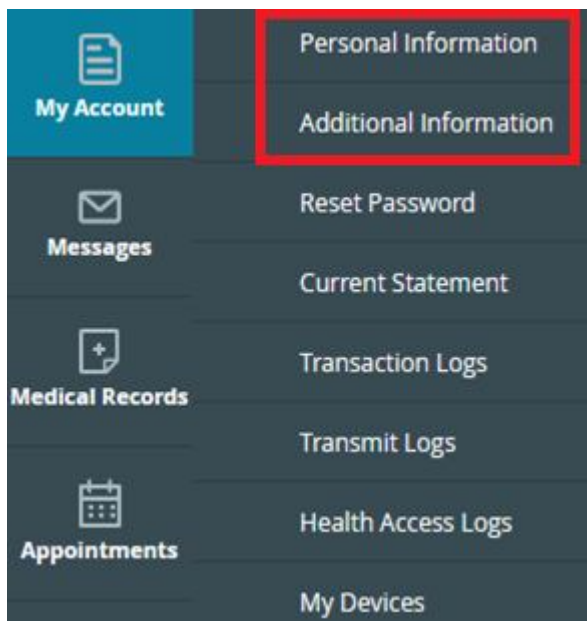 My Account
Messages
Medical Records
Appointments
Personal Information
Additional Information
Reset Password
Current Statement
Transaction Logs
Transmit Logs
Health Access Logs
My Devices